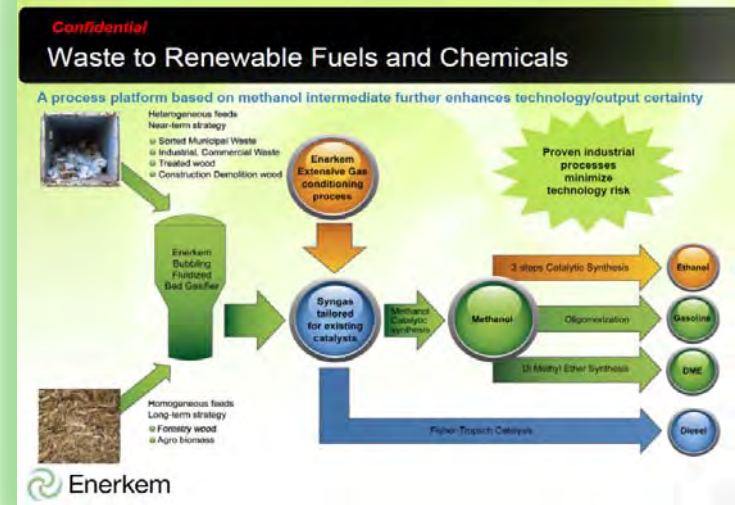 Confidential
Waste to Renewable Fuels and Chemicals
A process platform based on methanol intermediate further enhances technology/output certainty
Heterogeneous feeds
Near-term strategy
Sorted Municipal Waste
Industrial, Commercial Waste
Treated wood
Construction Demolition wood
Enerkem
Extensive Gas
conditioning
process
Proven industrial
processes
minimize
technology risk
Enerkem
Bubbling
Fluidized
Bed Gasifier
Syngas
tailored
for existing
catalysts
Methanol
Catalytic
synthesis
Methanol
3 steps Catalytic Synthesis
Ethanol
Oligomerization
Gasoline
Di Methyl Ether Synthesis
DME
Fisher-Tropsch Catalysis
Diesel
Homogeneous feeds
Long-term strategy
Forestry wood
Agro biomass
Enerkem